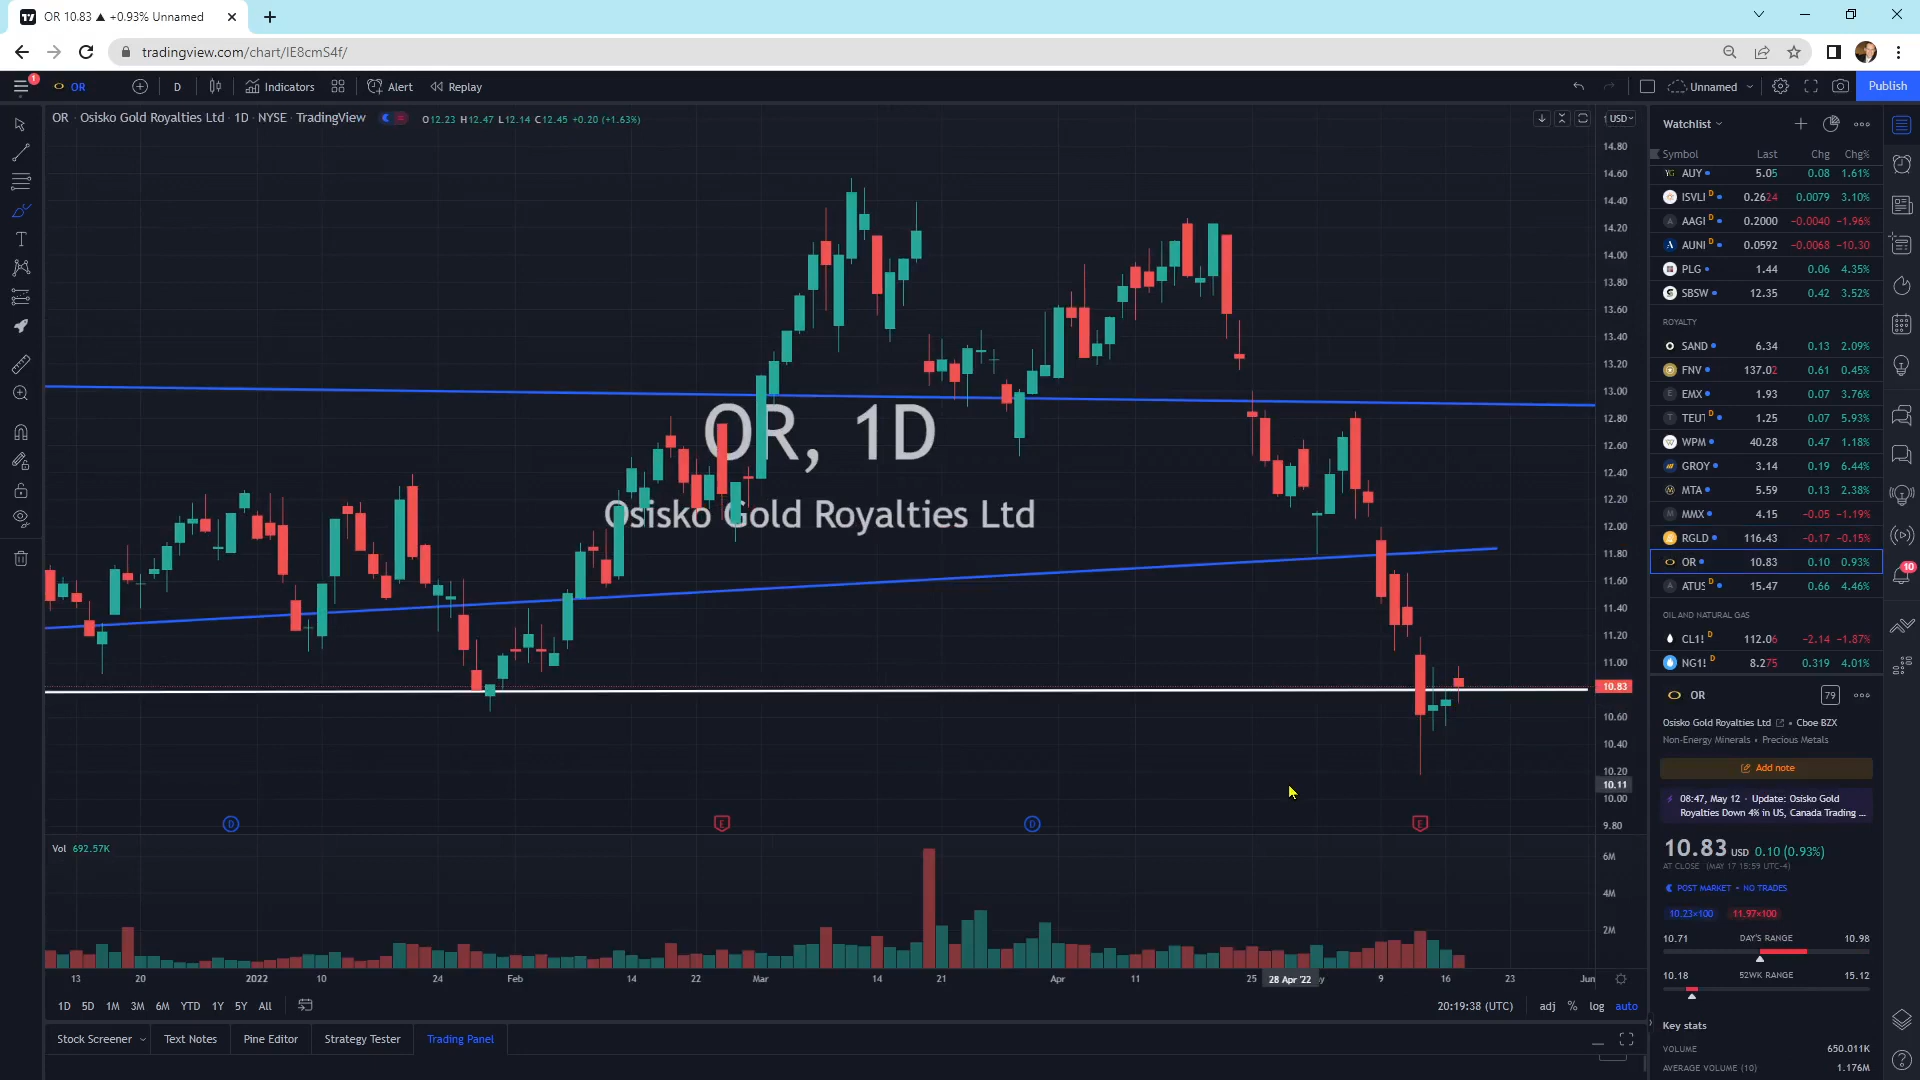 OR 10.83 ▲ +0.93% Unnamed
tradingview.com/chart/IE8cmS4f/
1 OR D Indicators Alert Replay Unnamed Publish
OR · Osisko Gold Royalties Ltd · 1D · NYSE · TradingView O12.23 H12.47 L12.14 C12.45 +0.20 (+1.63%)
USD
14.80
14.60
14.40
14.20
14.00
13.80
13.60
13.40
13.20
13.00
12.80
12.60
12.40
12.20
12.00
11.80
11.60
11.40
11.20
11.00
10.83
10.60
10.40
10.20
10.11
10.00
9.80
OR, 1D
Osisko Gold Royalties Ltd
D E D E
Vol 692.57K
6M
4M
2M
13 20 2022 10 24 Feb 14 22 Mar 14 21 Apr 11 25 28 Apr '22 9 16 23 Jun
1D 5D 1M 3M 6M YTD 1Y 5Y All
20:19:38 (UTC) adj % log auto
Stock Screener Text Notes Pine Editor Strategy Tester Trading Panel
Watchlist
Symbol Last Chg Chg%
AUY 5.05 0.08 1.61%
ISVLI D 0.2624 0.0079 3.10%
AAGI D 0.2000 −0.0040 −1.96%
AUNI D 0.0592 −0.0068 −10.30
PLG 1.44 0.06 4.35%
SBSW 12.35 0.42 3.52%
ROYALTY
SAND 6.34 0.13 2.09%
FNV 137.02 0.61 0.45%
EMX 1.93 0.07 3.76%
TEUT D 1.25 0.07 5.93%
WPM 40.28 0.47 1.18%
GROY 3.14 0.19 6.44%
MTA 5.59 0.13 2.38%
MMX 4.15 −0.05 −1.19%
RGLD 116.43 −0.17 −0.15%
OR 10.83 0.10 0.93%
ATUS D 15.47 0.66 4.46%
OIL AND NATURAL GAS
CL1! D 112.06 −2.14 −1.87%
NG1! D 8.275 0.319 4.01%
10
OR 79
Osisko Gold Royalties Ltd • Cboe BZX
Non-Energy Minerals • Precious Metals
Add note
08:47, May 12 · Update: Osisko Gold
Royalties Down 4% in US, Canada Trading ...
10.83 USD 0.10 (0.93%)
AT CLOSE (MAY 17 15:59 UTC-4)
POST MARKET - NO TRADES
10.23×100 11.97×100
10.71 DAY'S RANGE 10.98
10.18 52WK RANGE 15.12
Key stats
VOLUME 650.011K
AVERAGE VOLUME (10) 1.176M